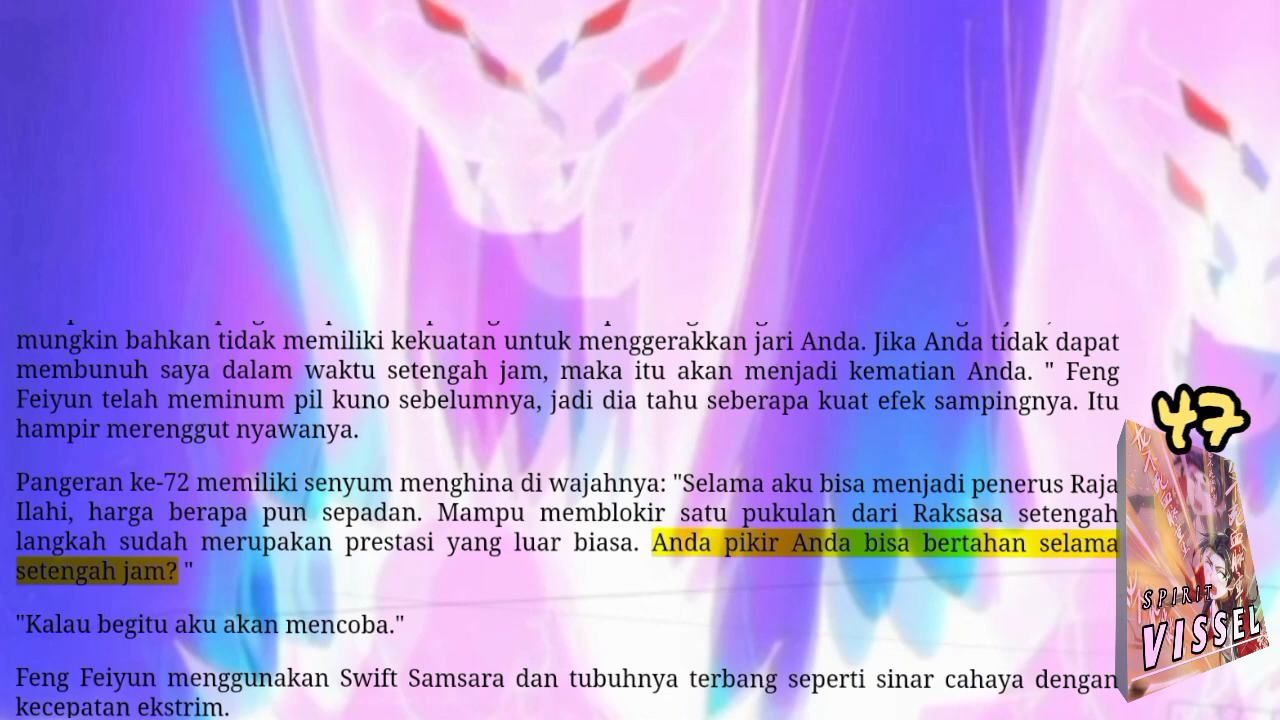 mungkin bahkan tidak memiliki kekuatan untuk menggerakkan jari Anda. Jika Anda tidak dapat
membunuh saya dalam waktu setengah jam, maka itu akan menjadi kematian Anda. " Feng
Feiyun telah meminum pil kuno sebelumnya, jadi dia tahu seberapa kuat efek sampingnya. Itu
hampir merenggut nyawanya.
Pangeran ke-72 memiliki senyum menghina di wajahnya: "Selama aku bisa menjadi penerus Raja
Ilahi, harga berapa pun sepadan. Mampu memblokir satu pukulan dari Raksasa setengah
langkah sudah merupakan prestasi yang luar biasa. Anda pikir Anda bisa bertahan selama
setengah jam? "
"Kalau begitu aku akan mencoba."
Feng Feiyun menggunakan Swift Samsara dan tubuhnya terbang seperti sinar cahaya dengan
kecepatan ekstrim.
47
SPIRIT
VISSEL